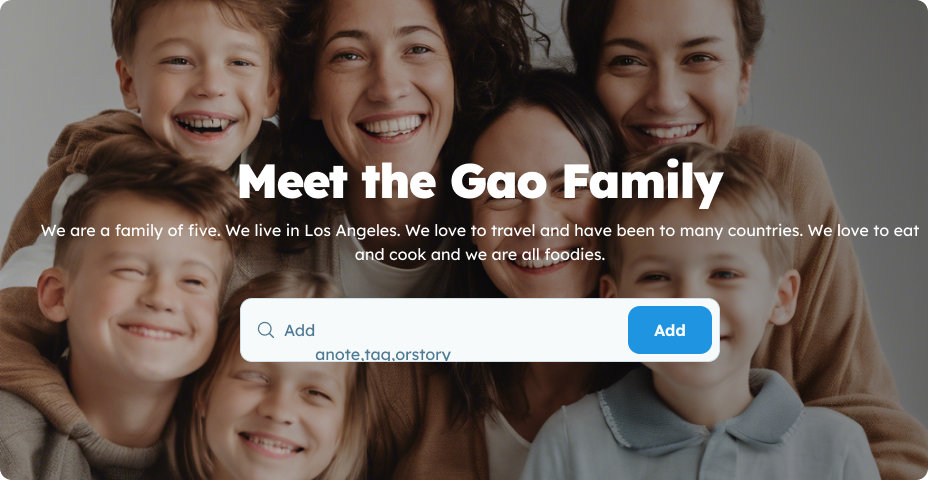 Meet the Gao Family
We are a family of five. We live in Los Angeles. We love to travel and have been to many countries. We love to eat
and cook and we are all foodies.
Add
Add
anote,tag,orstory